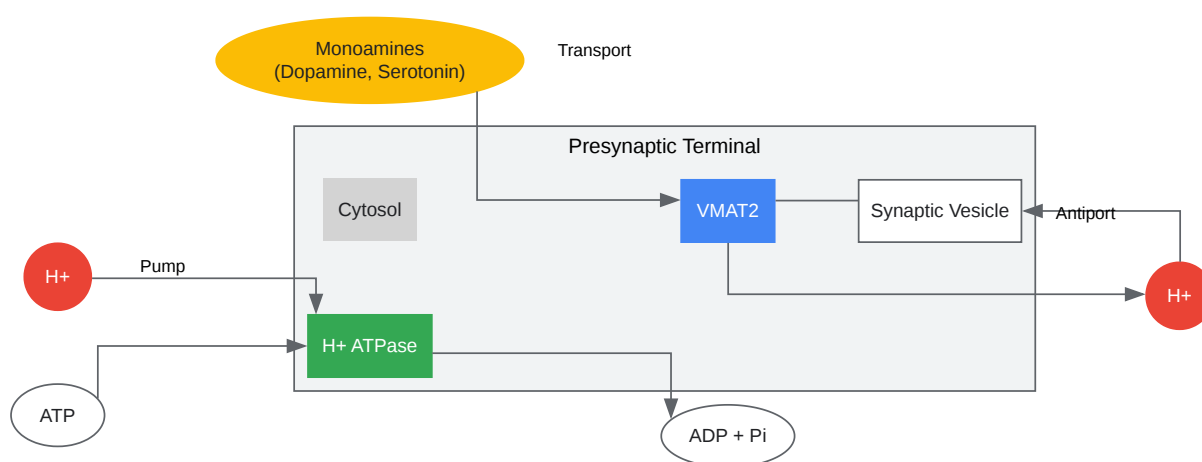 Monoamines
(Dopamine, Serotonin)
Transport
Presynaptic Terminal
Cytosol
VMAT2
Synaptic Vesicle
Antiport
H+
Pump
H+
H+ ATPase
ATP
ADP + Pi